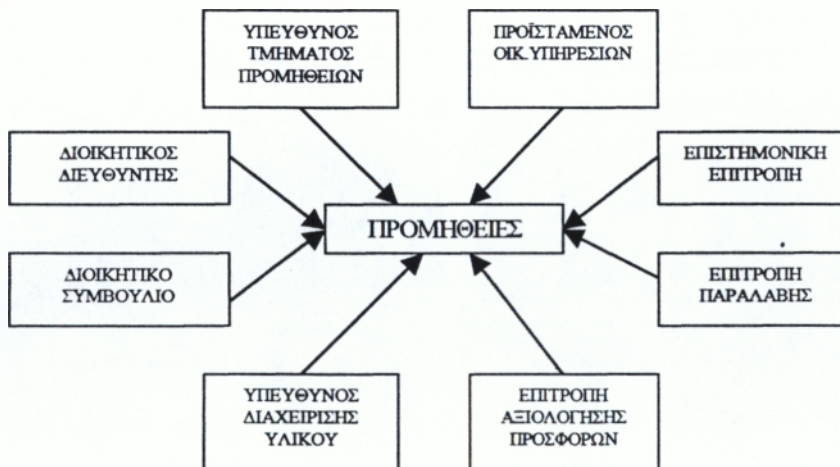 ΥΠΕΥΘΥΝΟΣ
ΤΜΗΜΑΤΟΣ
ΠΡΟΜΗΘΕΙΩΝ
ΠΡΟΪΣΤΑΜΕΝΟΣ
ΟΙΚ.ΥΠΗΡΕΣΙΩΝ
ΔΙΟΙΚΗΤΙΚΟΣ
ΔΙΕΥΘΥΝΤΗΣ
ΕΠΙΣΤΗΜΟΝΙΚΗ
ΕΠΙΤΡΟΠΗ
ΠΡΟΜΗΘΕΙΕΣ
ΔΙΟΙΚΗΤΙΚΟ
ΣΥΜΒΟΥΛΙΟ
ΕΠΙΤΡΟΠΗ
ΠΑΡΑΛΑΒΗΣ
ΥΠΕΥΘΥΝΟΣ
ΔΙΑΧΕΙΡΙΣΗΣ
ΥΛΙΚΟΥ
ΕΠΙΤΡΟΠΗ
ΑΞΙΟΛΟΓΗΣΗΣ
ΠΡΟΣΦΟΡΩΝ